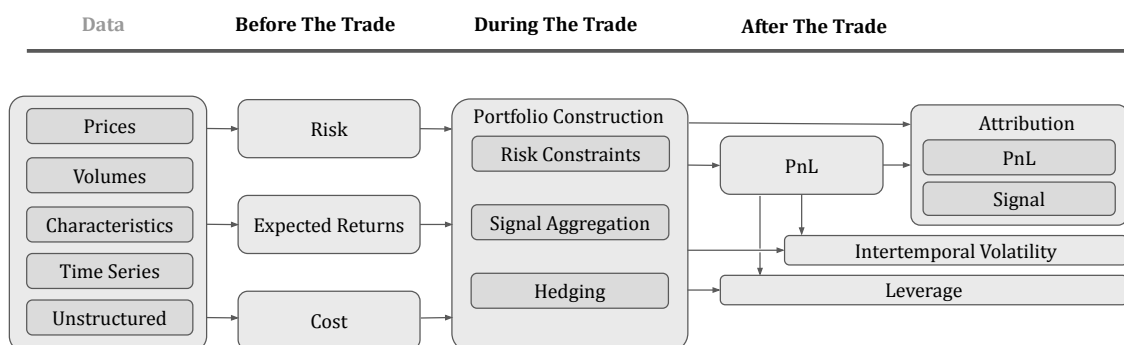 Data
Before The Trade
During The Trade
After The Trade
Prices
Volumes
Characteristics
Time Series
Unstructured
Risk
Expected Returns
Cost
Portfolio Construction
Risk Constraints
Signal Aggregation
Hedging
PnL
Attribution
PnL
Signal
Intertemporal Volatility
Leverage